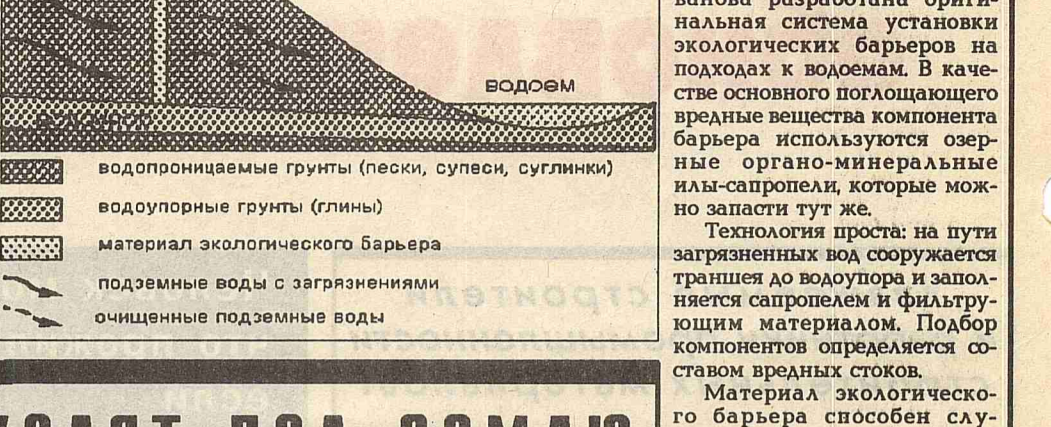 водоем
водоупор
водопроницаемые грунты (пески, супеси, суглинки)
водоупорные грунты (глины)
материал экологического барьера
подземные воды с загрязнениями
очищенные подземные воды
разработана ориги-
нальная система установки
экологических барьеров на
подходах к водоемам. В каче-
стве основного поглощающего
вредные вещества компонента
барьера используются озер-
ные органо-минеральные
илы-сапропели, которые мож-
но запасти тут же.
Технология проста: на пути
загрязненных вод сооружается
траншея до водоупора и запол-
няется сапропелем и фильтру-
ющим материалом. Подбор
компонентов определяется со-
ставом вредных стоков.
Материал экологическо-
го барьера способен слу-